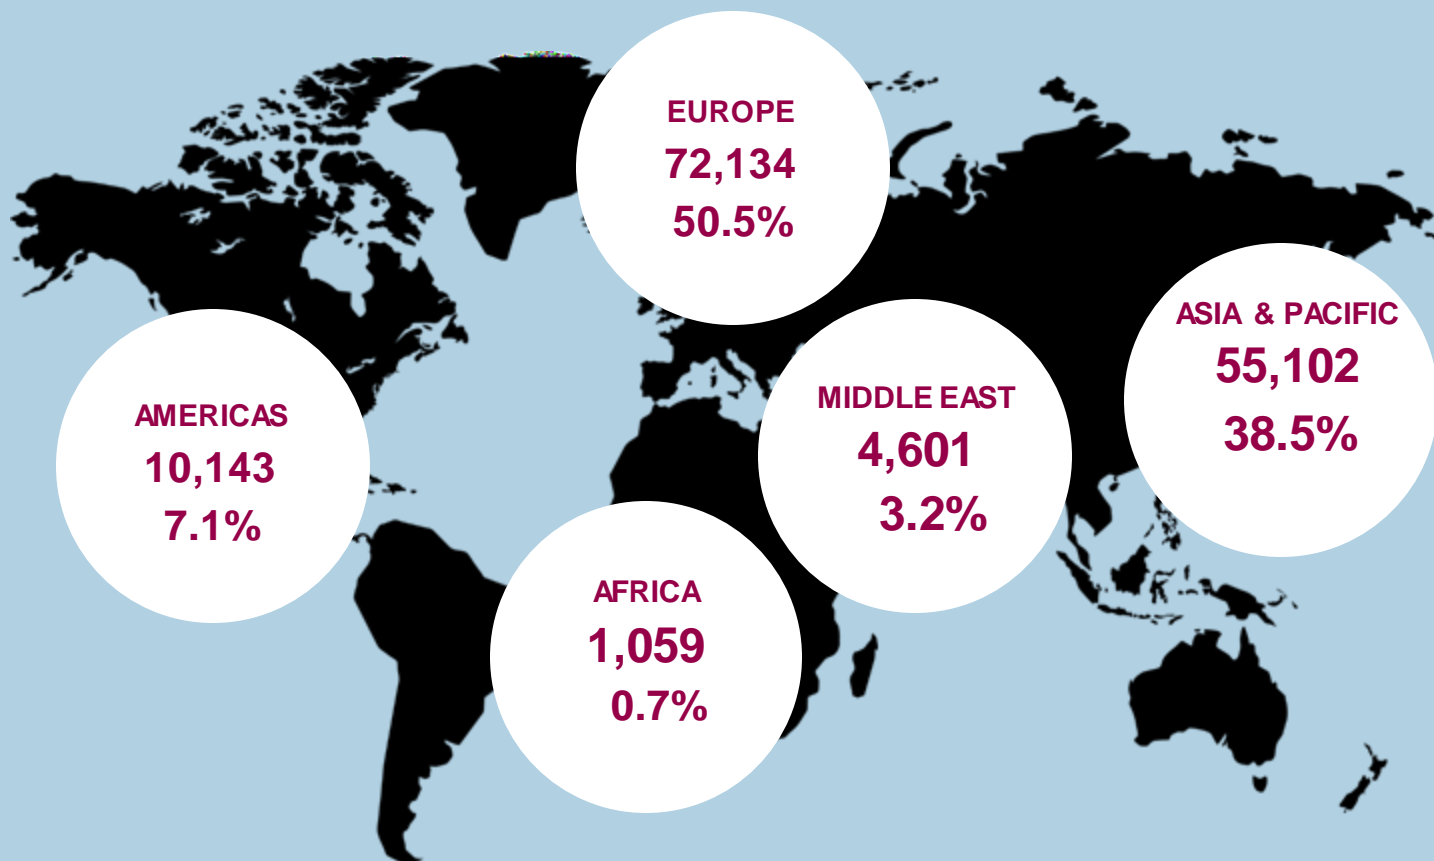 EUROPE
72,134
50.5%
ASIA & PACIFIC
55,102
38.5%
MIDDLE EAST
4,601
3.2%
AMERICAS
10,143
7.1%
AFRICA
1,059
0.7%